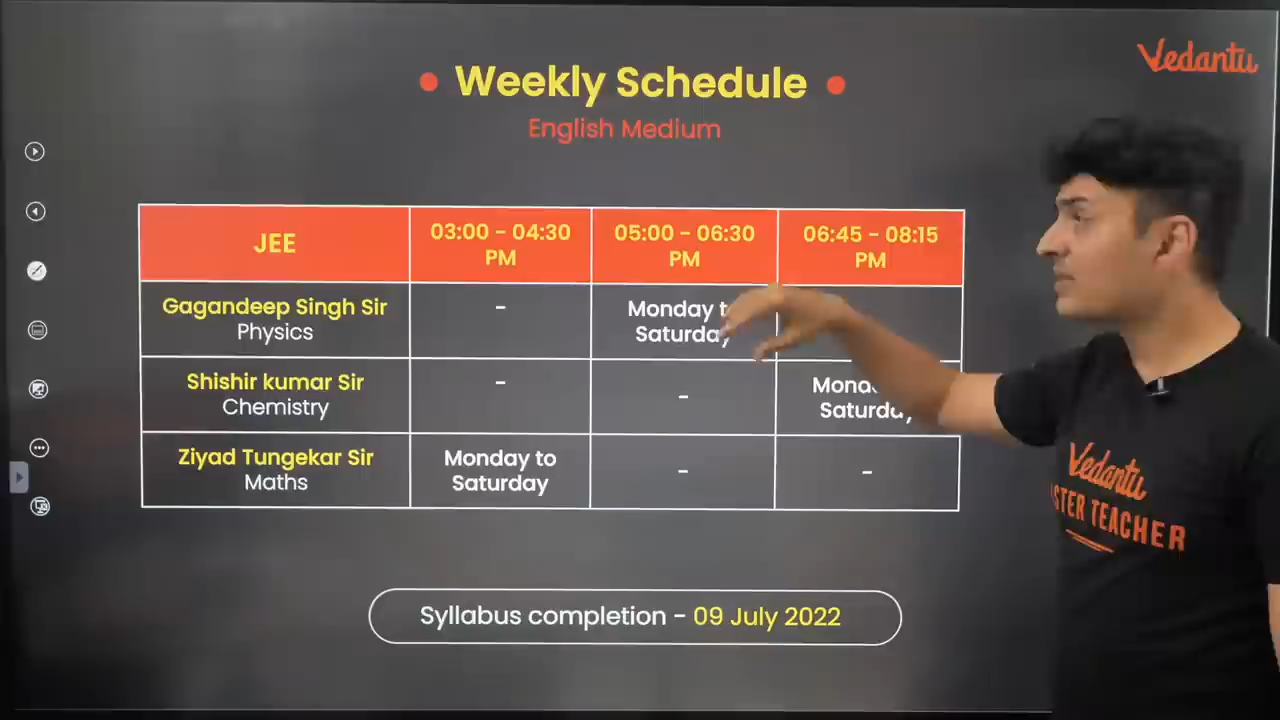 Vedantu
Weekly Schedule
English Medium
JEE
03:00 - 04:30
PM
05:00 - 06:30
PM
06:45 - 08:15
PM
Gagandeep Singh Sir
Physics
-
Monday
Saturday
Shishir kumar Sir
Chemistry
-
-
Saturday
Ziyad Tungekar Sir
Maths
Monday to
Saturday
-
-
Syllabus completion - 09 July 2022
Vedantu
TEACHER